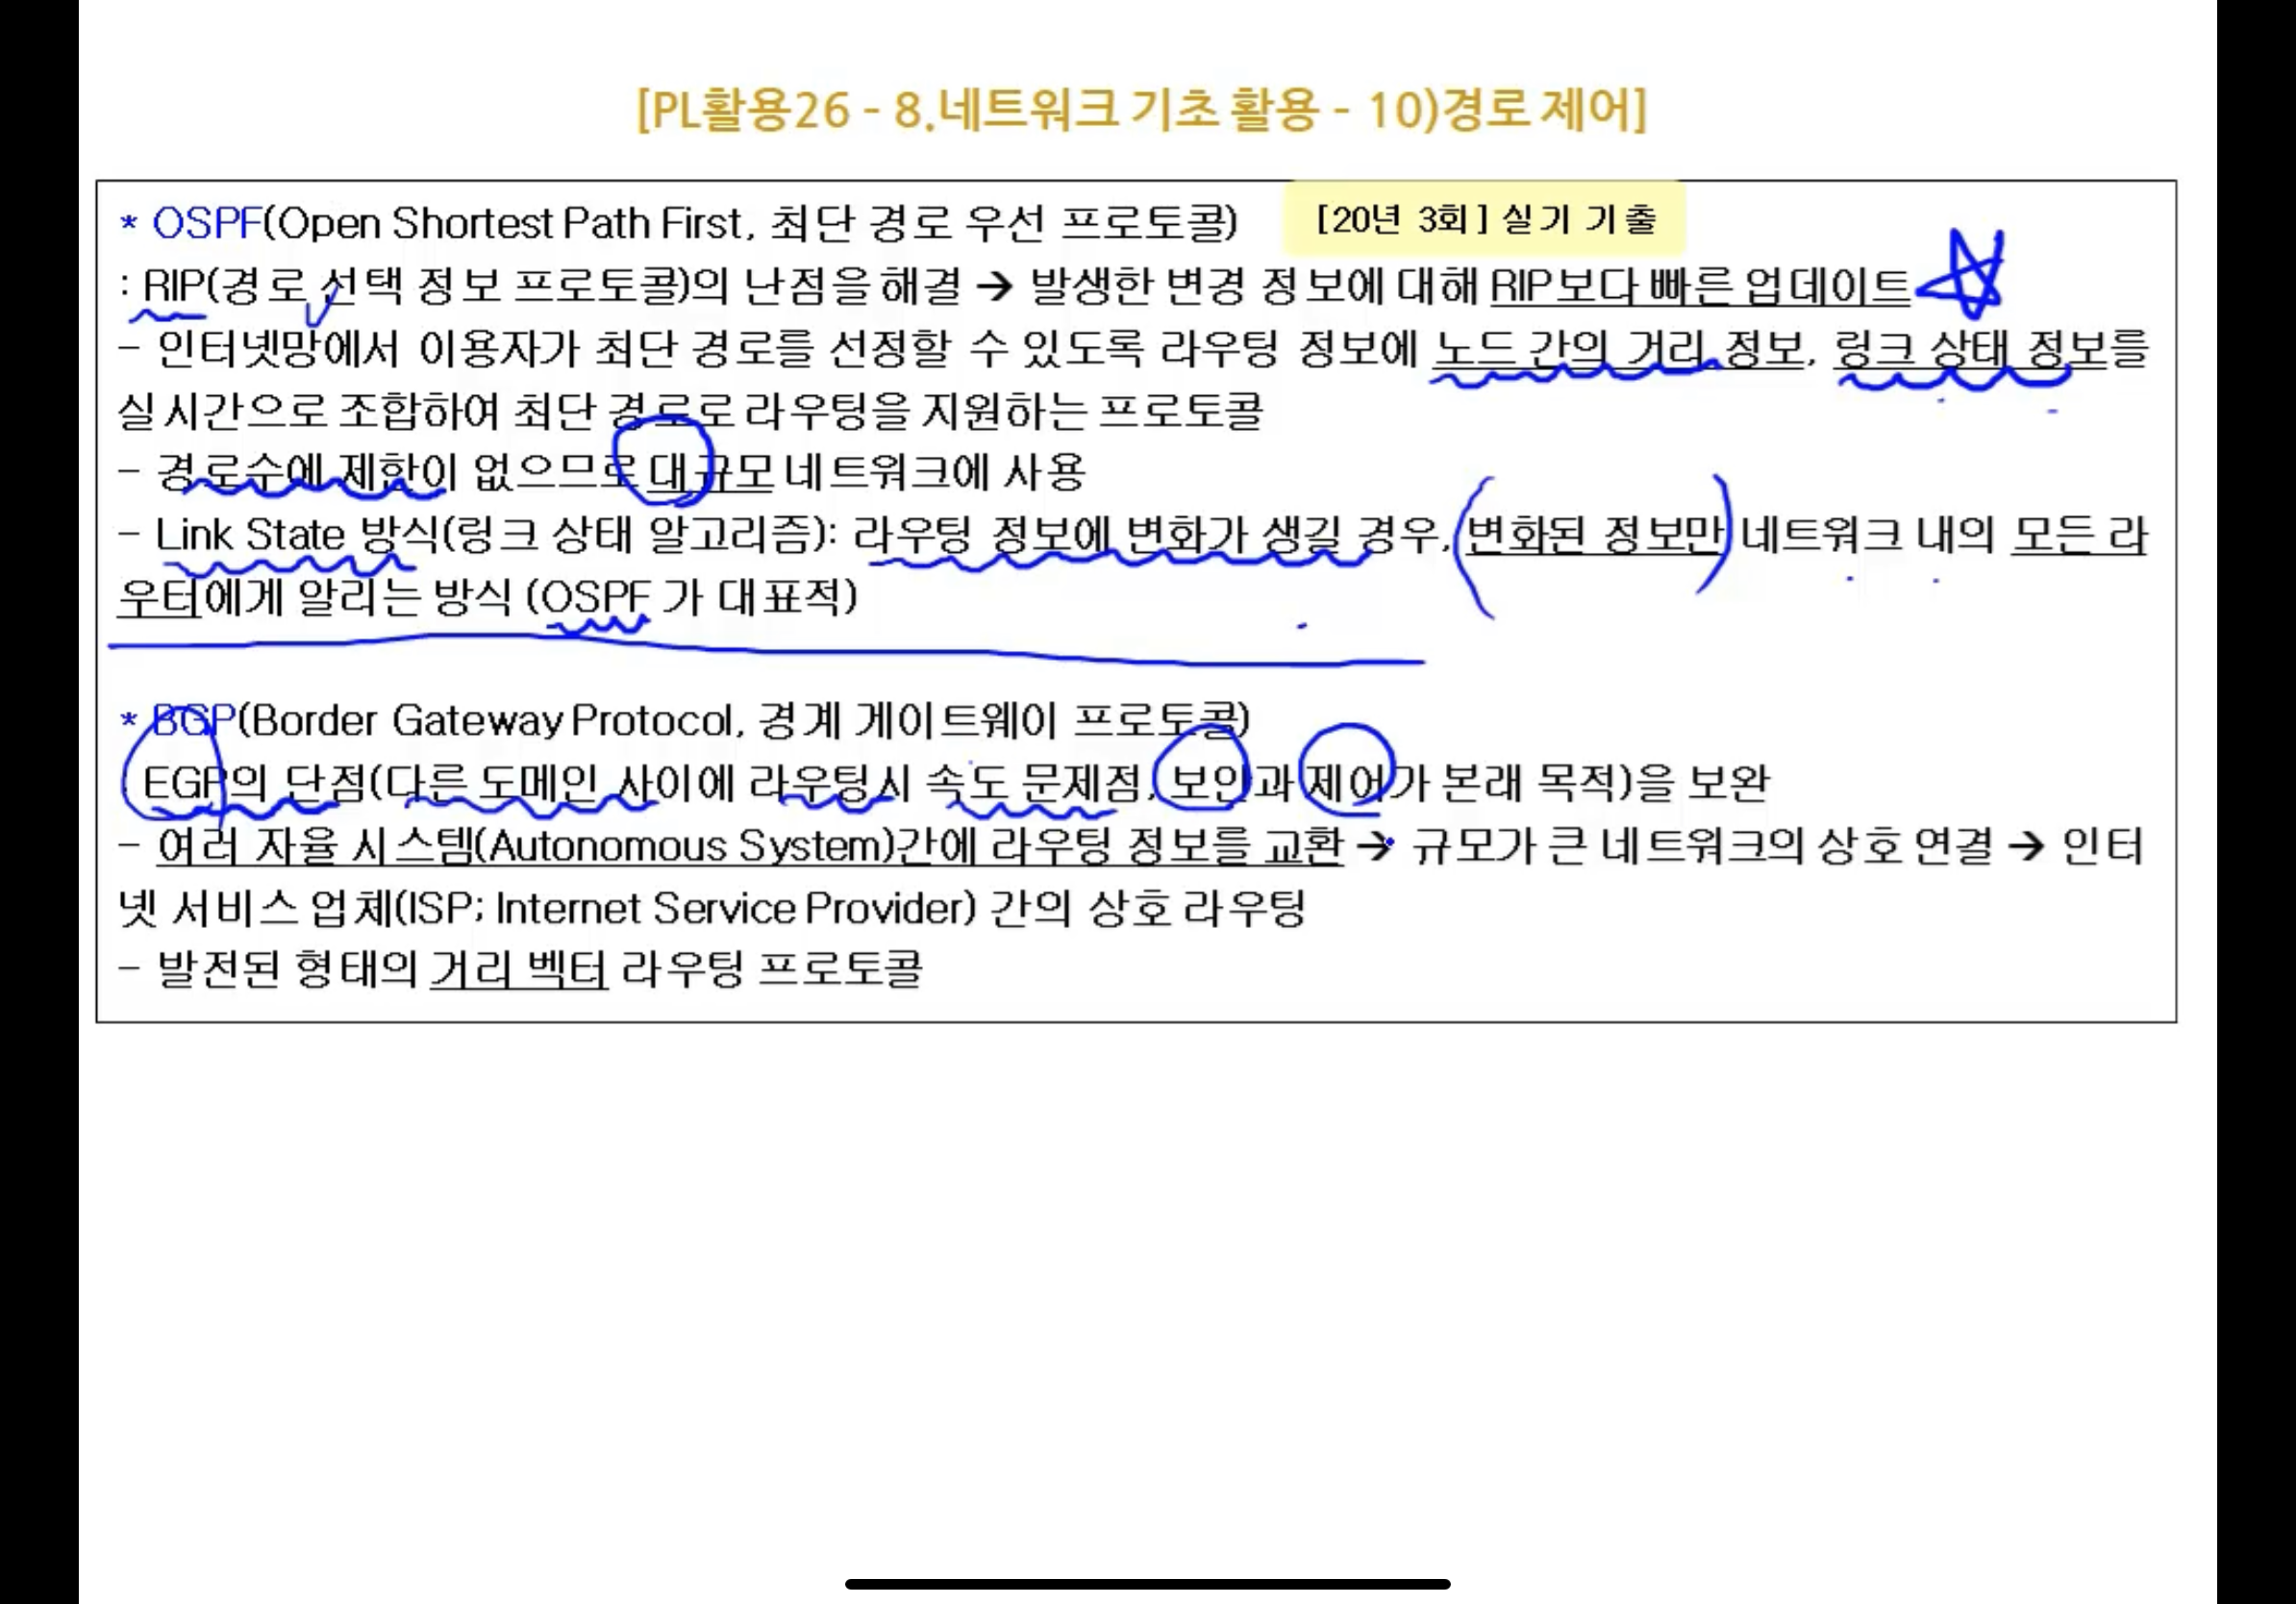 [PL활용26 - 8.네트워크 기초 활용 - 10)경로 제어]
* OSPF(Open Shortest Path First, 최단 경로 우선 프로토콜) [20년 3회] 실기 기출
: RIP(경로 선택 정보 프로토콜)의 난점을 해결 → 발생한 변경 정보에 대해 RIP보다 빠른 업데이트
- 인터넷망에서 이용자가 최단 경로를 선정할 수 있도록 라우팅 정보에 노드 간의 거리 정보, 링크 상태 정보를
실시간으로 조합하여 최단 경로로 라우팅을 지원하는 프로토콜
- 경로수에 제한이 없으므로 대규모 네트워크에 사용
- Link State 방식(링크 상태 알고리즘): 라우팅 정보에 변화가 생길 경우, 변화된 정보만 네트워크 내의 모든 라
우터에게 알리는 방식 (OSPF 가 대표적)
* BGP(Border Gateway Protocol, 경계 게이트웨이 프로토콜)
: EGP의 단점(다른 도메인 사이에 라우팅시 속도 문제점, 보안과 제어가 본래 목적)을 보완
- 여러 자율 시스템(Autonomous System)간에 라우팅 정보를 교환 → 규모가 큰 네트워크의 상호 연결 → 인터
넷 서비스 업체(ISP; Internet Service Provider) 간의 상호 라우팅
- 발전된 형태의 거리 벡터 라우팅 프로토콜